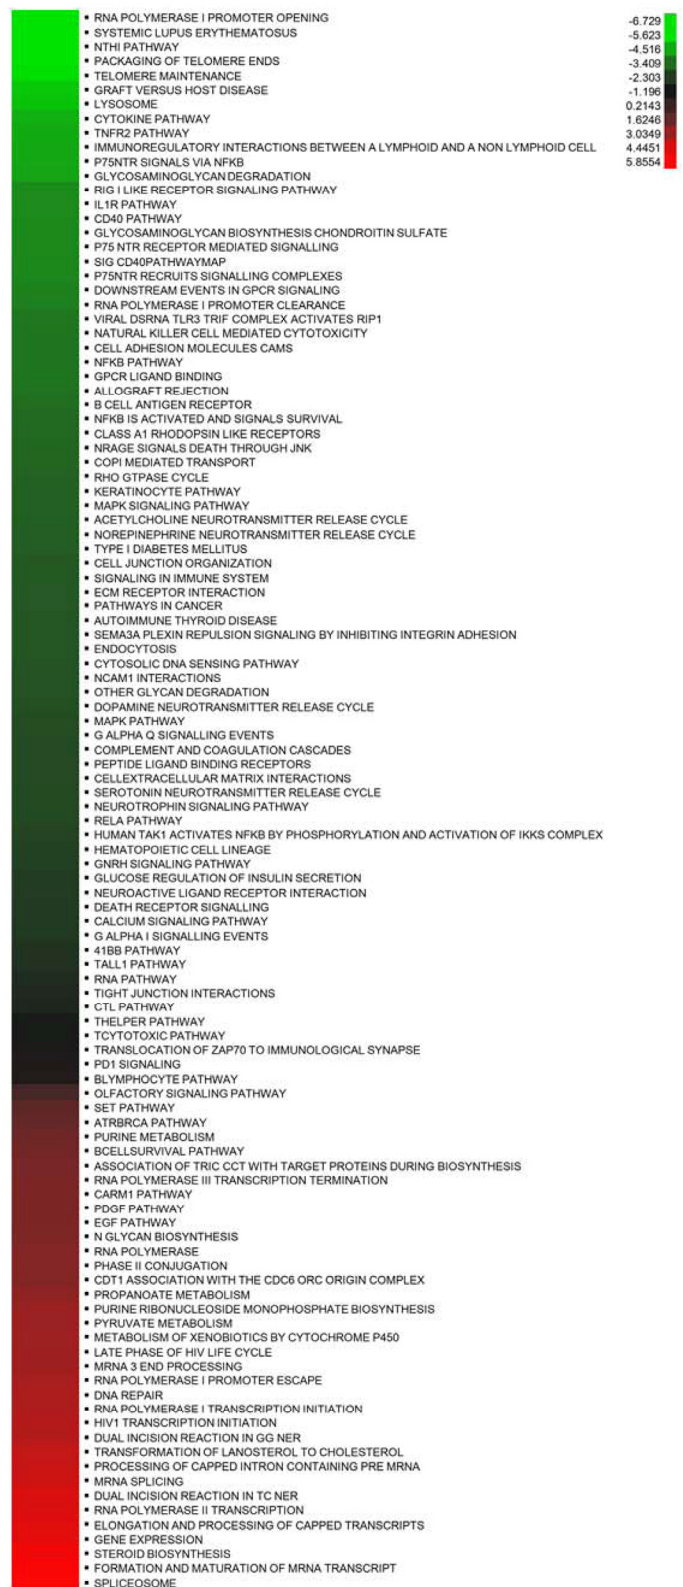 RNA POLYMERASE I PROMOTER OPENING
SYSTEMIC LUPUS ERYTHEMATOSUS
NTHI PATHWAY
PACKAGING OF TELOMERE ENDS
TELOMERE MAINTENANCE
GRAFT VERSUS HOST DISEASE
LYSOSOME
CYTOKINE PATHWAY
TNFR2 PATHWAY
IMMUNOREGULATORY INTERACTIONS BETWEEN A LYMPHOID AND A NON LYMPHOID CELL
P75NTR SIGNALS VIA NFKB
GLYCOSAMINOGLYCAN DEGRADATION
RIG I LIKE RECEPTOR SIGNALING PATHWAY
IL1R PATHWAY
CD40 PATHWAY
GLYCOSAMINOGLYCAN BIOSYNTHESIS CHONDROITIN SULFATE
P75 NTR RECEPTOR MEDIATED SIGNALLING
SIG CD40PATHWAYMAP
P75NTR RECRUITS SIGNALLING COMPLEXES
DOWNSTREAM EVENTS IN GPCR SIGNALING
RNA POLYMERASE I PROMOTER CLEARANCE
VIRAL DSRNA TLR3 TRIF COMPLEX ACTIVATES RIP1
NATURAL KILLER CELL MEDIATED CYTOTOXICITY
CELL ADHESION MOLECULES CAMS
NFKB PATHWAY
GPCR LIGAND BINDING
ALLOGRAFT REJECTION
B CELL ANTIGEN RECEPTOR
NFKB IS ACTIVATED AND SIGNALS SURVIVAL
CLASS A1 RHODOPSIN LIKE RECEPTORS
NRAGE SIGNALS DEATH THROUGH JNK
COPI MEDIATED TRANSPORT
RHO GTPASE CYCLE
KERATINOCYTE PATHWAY
MAPK SIGNALING PATHWAY
ACETYLCHOLINE NEUROTRANSMITTER RELEASE CYCLE
NOREPINEPHRINE NEUROTRANSMITTER RELEASE CYCLE
TYPE I DIABETES MELLITUS
CELL JUNCTION ORGANIZATION
SIGNALING IN IMMUNE SYSTEM
ECM RECEPTOR INTERACTION
PATHWAYS IN CANCER
AUTOIMMUNE THYROID DISEASE
SEMA3A PLEXIN REPULSION SIGNALING BY INHIBITING INTEGRIN ADHESION
ENDOCYTOSIS
CYTOSOLIC DNA SENSING PATHWAY
NCAM1 INTERACTIONS
OTHER GLYCAN DEGRADATION
DOPAMINE NEUROTRANSMITTER RELEASE CYCLE
MAPK PATHWAY
G ALPHA Q SIGNALLING EVENTS
COMPLEMENT AND COAGULATION CASCADES
PEPTIDE LIGAND BINDING RECEPTORS
CELLEXTRACELLULAR MATRIX INTERACTIONS
SEROTONIN NEUROTRANSMITTER RELEASE CYCLE
NEUROTROPHIN SIGNALING PATHWAY
RELA PATHWAY
HUMAN TAK1 ACTIVATES NFKB BY PHOSPHORYLATION AND ACTIVATION OF IKKS COMPLEX
HEMATOPOIETIC CELL LINEAGE
GNRH SIGNALING PATHWAY
GLUCOSE REGULATION OF INSULIN SECRETION
NEUROACTIVE LIGAND RECEPTOR INTERACTION
DEATH RECEPTOR SIGNALLING
CALCIUM SIGNALING PATHWAY
G ALPHA I SIGNALLING EVENTS
41BB PATHWAY
TALL1 PATHWAY
RNA PATHWAY
TIGHT JUNCTION INTERACTIONS
CTL PATHWAY
THELPER PATHWAY
TCYTOTOXIC PATHWAY
TRANSLOCATION OF ZAP70 TO IMMUNOLOGICAL SYNAPSE
PD1 SIGNALING
BLYMPHOCYTE PATHWAY
OLFACTORY SIGNALING PATHWAY
SET PATHWAY
ATRBRCA PATHWAY
PURINE METABOLISM
BCELLSURVIVAL PATHWAY
ASSOCIATION OF TRIC CCT WITH TARGET PROTEINS DURING BIOSYNTHESIS
RNA POLYMERASE III TRANSCRIPTION TERMINATION
CARM1 PATHWAY
PDGF PATHWAY
EGF PATHWAY
N GLYCAN BIOSYNTHESIS
RNA POLYMERASE
PHASE II CONJUGATION
CDT1 ASSOCIATION WITH THE CDC6 ORC ORIGIN COMPLEX
PROPANOATE METABOLISM
PURINE RIBONUCLEOSIDE MONOPHOSPHATE BIOSYNTHESIS
PYRUVATE METABOLISM
METABOLISM OF XENOBIOTICS BY CYTOCHROME P450
LATE PHASE OF HIV LIFE CYCLE
MRNA 3 END PROCESSING
RNA POLYMERASE I PROMOTER ESCAPE
DNA REPAIR
RNA POLYMERASE I TRANSCRIPTION INITIATION
HIV1 TRANSCRIPTION INITIATION
DUAL INCISION REACTION IN GG NER
TRANSFORMATION OF LANOSTEROL TO CHOLESTEROL
PROCESSING OF CAPPED INTRON CONTAINING PRE MRNA
MRNA SPLICING
DUAL INCISION REACTION IN TC NER
RNA POLYMERASE II TRANSCRIPTION
ELONGATION AND PROCESSING OF CAPPED TRANSCRIPTS
GENE EXPRESSION
STEROID BIOSYNTHESIS
FORMATION AND MATURATION OF MRNA TRANSCRIPT
SPLICEOSOME
-6.729
-5.623
-4.516
-3.409
-2.303
-1.196
0.2143
1.6246
3.0349
4.4451
5.8554